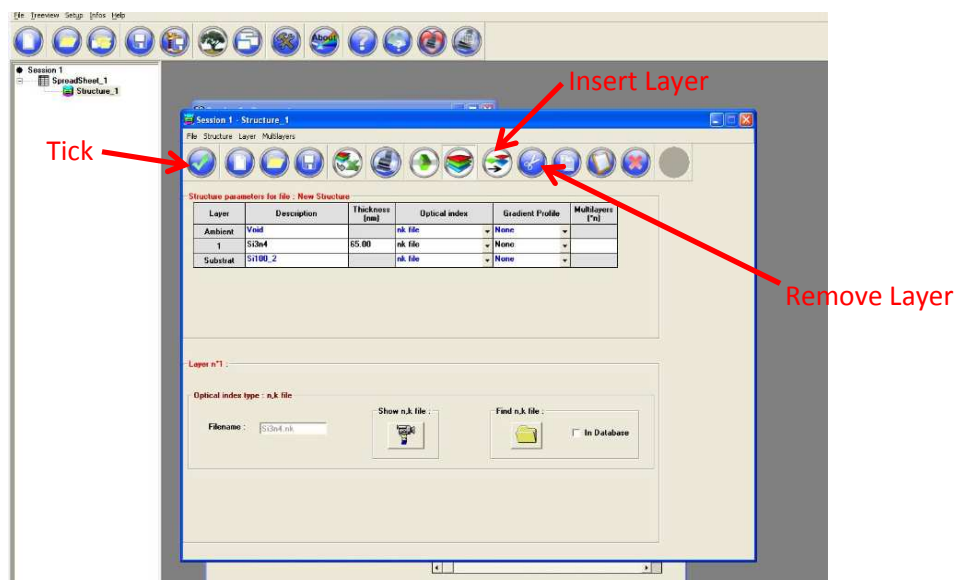 File Treeview Setup Infos Help
About
Session 1
SpreadSheet_1
Structure_1
Insert Layer
Session 1 - Structure_1
File Structure Layer Multilayers
Tick
Structure parameters for file : New Structure
Layer Description Thickness [nm] Optical index Gradient Profile Multilayers [*n]
Ambient Void nk file None
1 Si3n4 65.00 nk file None
Substrat Si100_2 nk file None
Remove Layer
Layer n°1 :
Optical index type : n,k file
Show n,k file : Find n,k file :
Filename : Si3n4.nk In Database